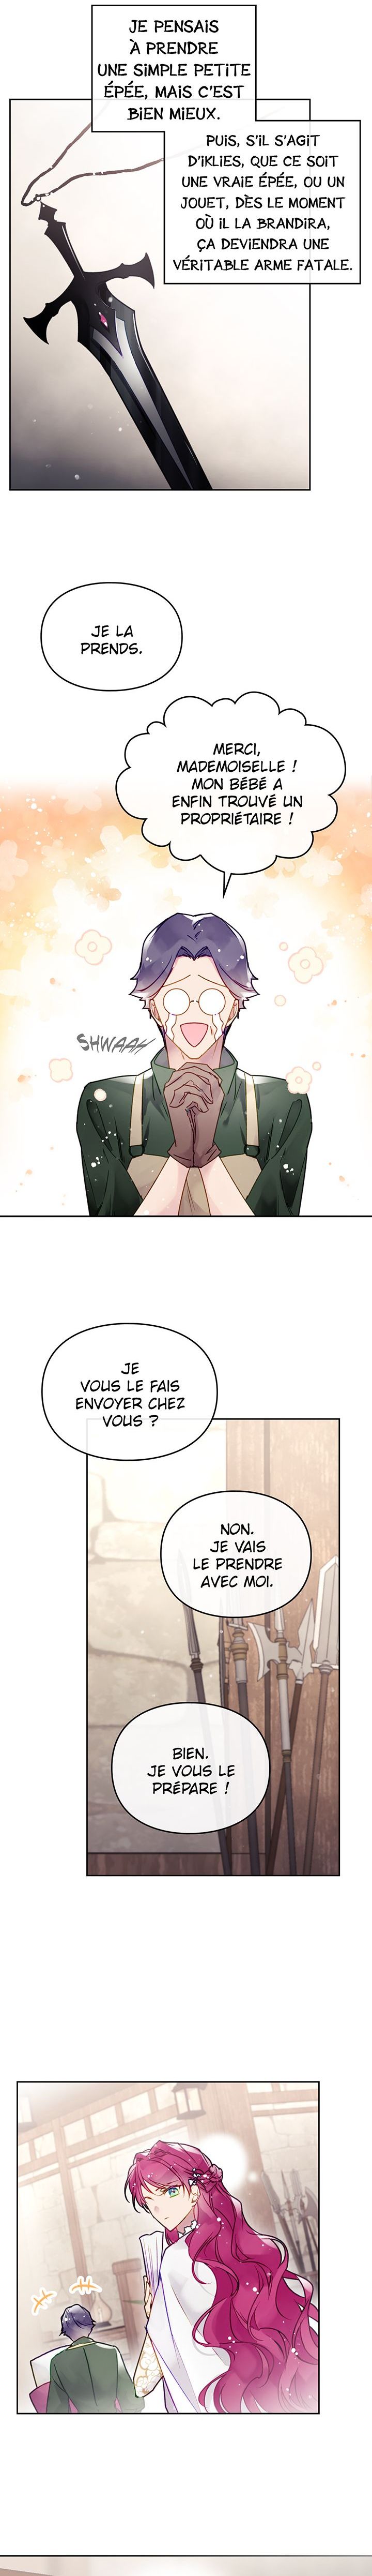 JE PENSAIS
À PRENDRE
UNE SIMPLE PETITE
ÉPÉE, MAIS C'EST
BIEN MIEUX.
PUIS, S'IL S'AGIT
D'IKLIES, QUE CE SOIT
UNE VRAIE ÉPÉE, OU UN
JOUET, DÈS LE MOMENT
OÙ IL LA BRANDIRA,
ÇA DEVIENDRA UNE
VÉRITABLE ARME FATALE.
JE LA
PRENDS.
MERCI,
MADEMOISELLE !
MON BÉBÉ A
ENFIN TROUVÉ UN
PROPRIÉTAIRE !
SHWAAH
JE
VOUS LE FAIS
ENVOYER CHEZ
VOUS ?
NON.
JE VAIS
LE PRENDRE
AVEC MOI.
BIEN.
JE VOUS LE
PRÉPARE !